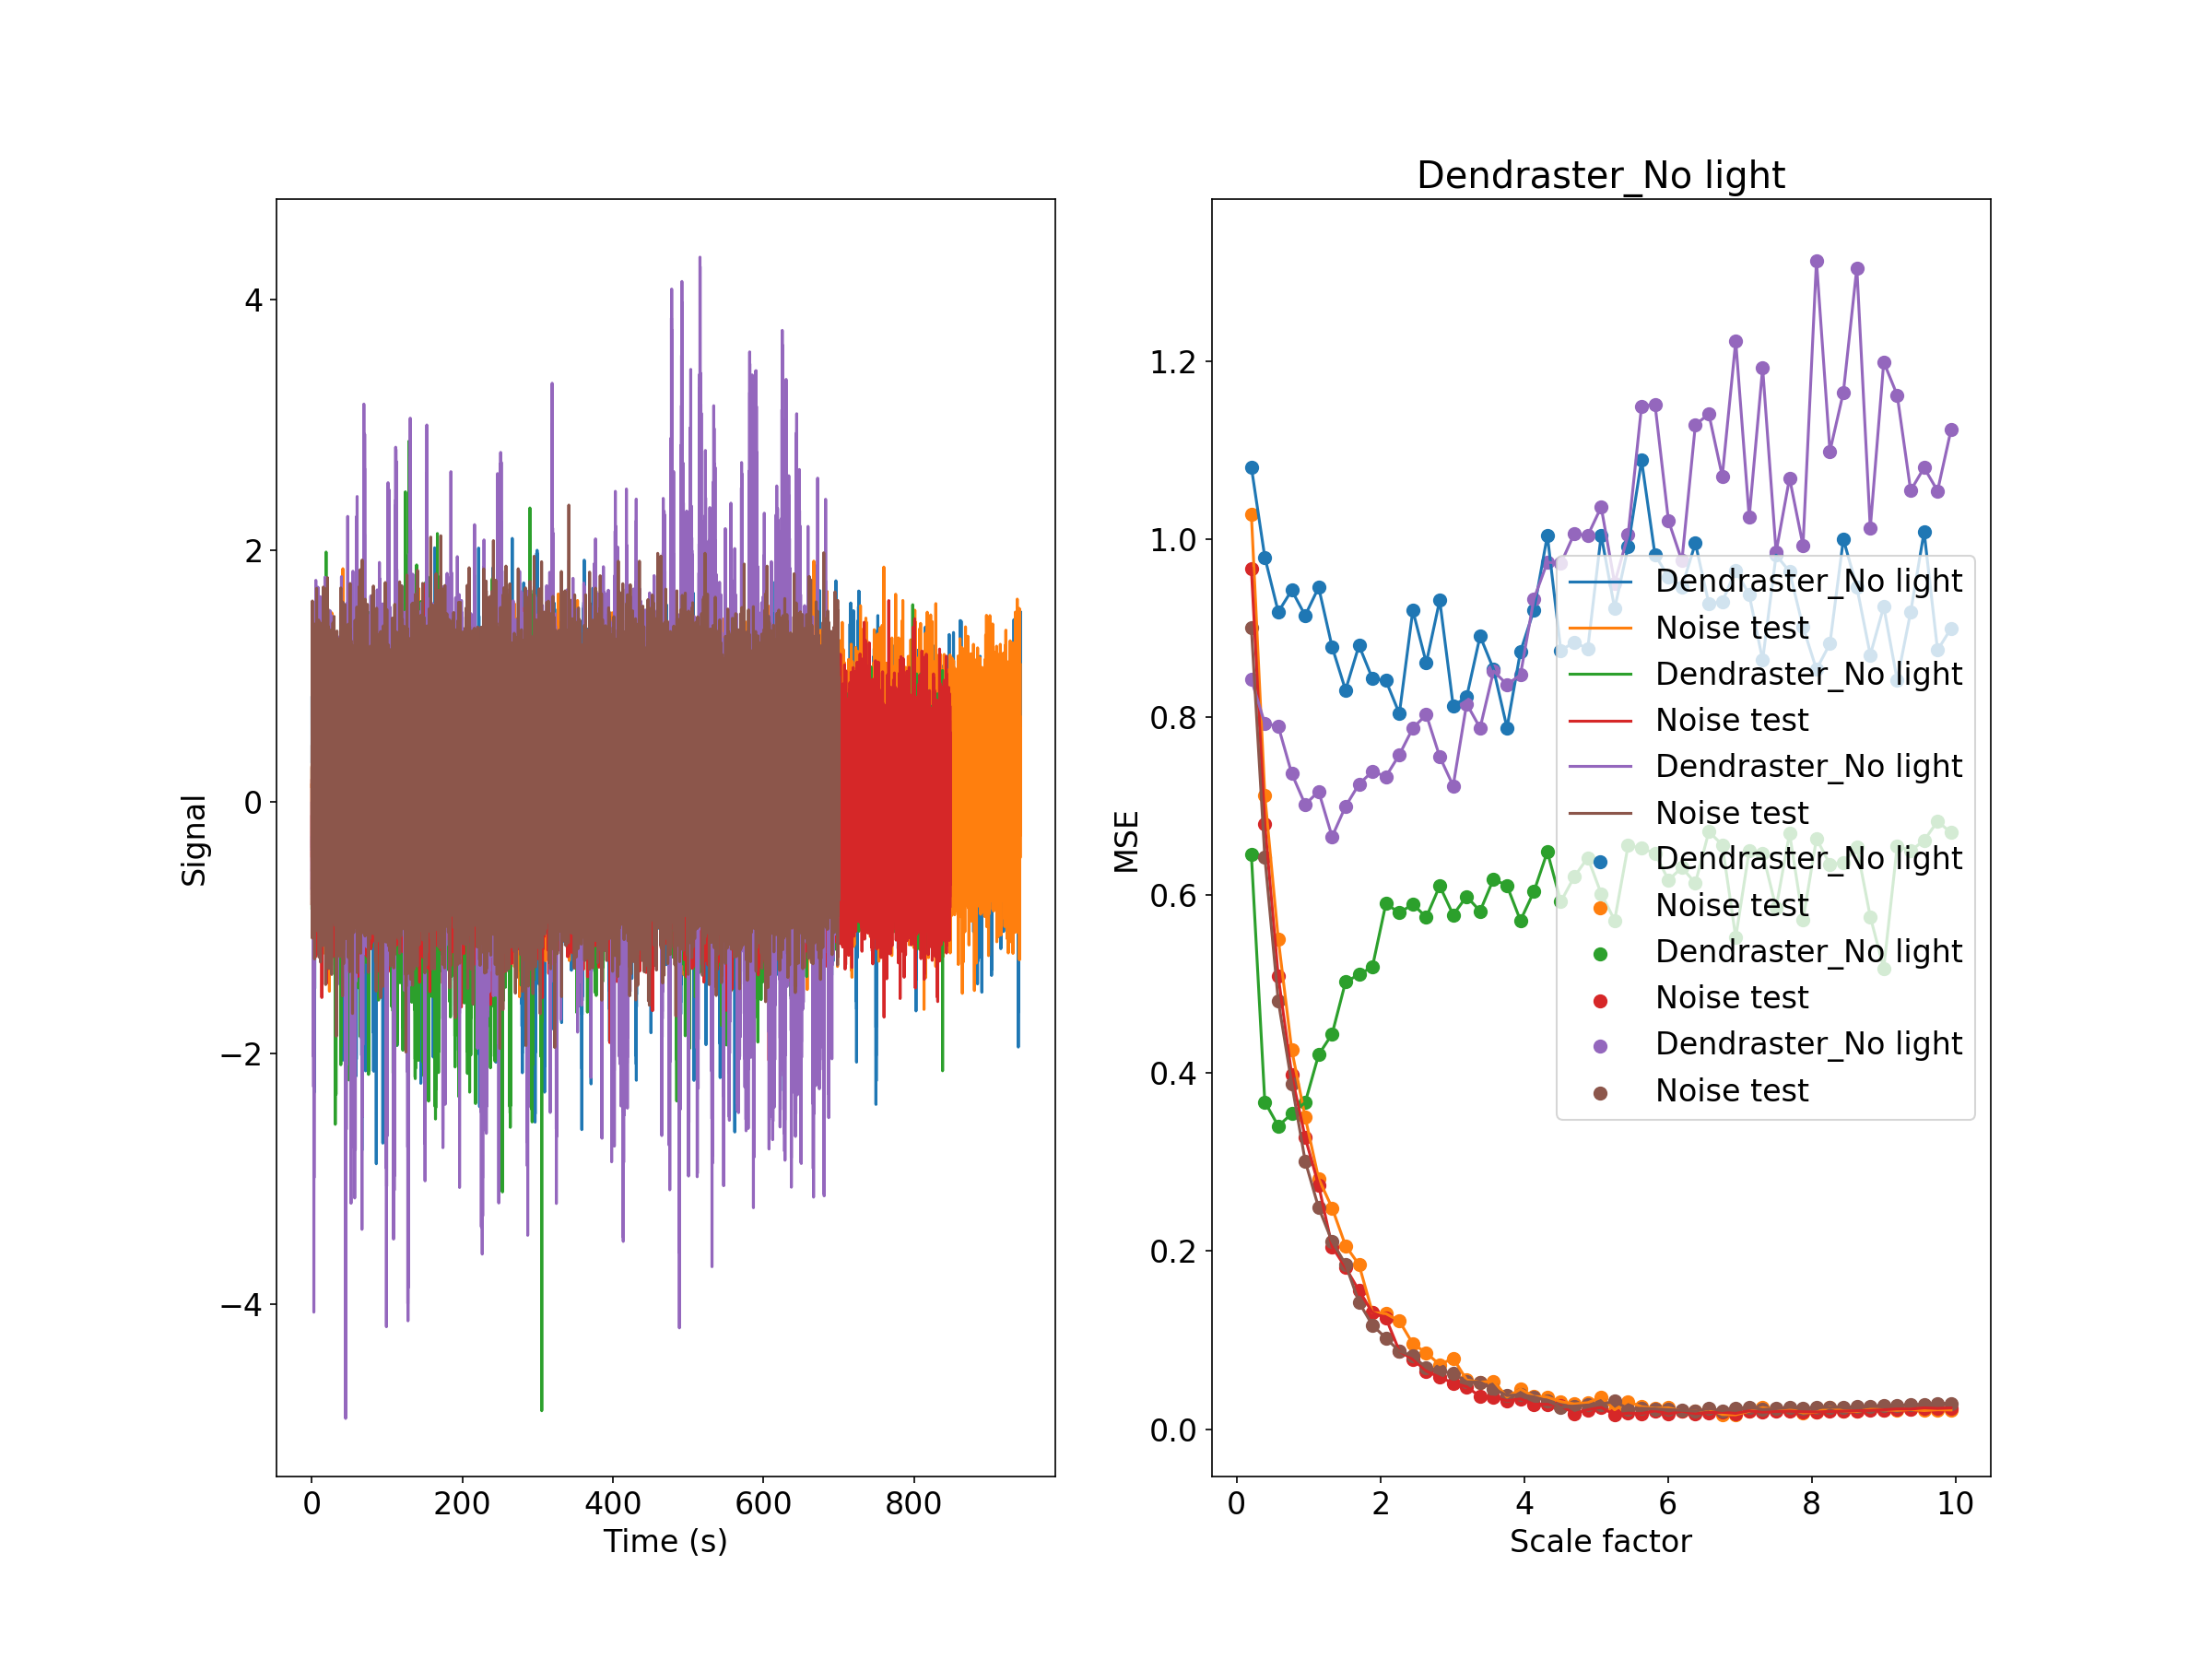 4
2
0
−2
−4
Signal
0
200
400
600
800
Time (s)
Dendraster_No light
1.2
1.0
0.8
0.6
0.4
0.2
0.0
MSE
Dendraster_No light
Noise test
Dendraster_No light
Noise test
Dendraster_No light
Noise test
Dendraster_No light
Noise test
Dendraster_No light
Noise test
Dendraster_No light
Noise test
0
2
4
6
8
10
Scale factor